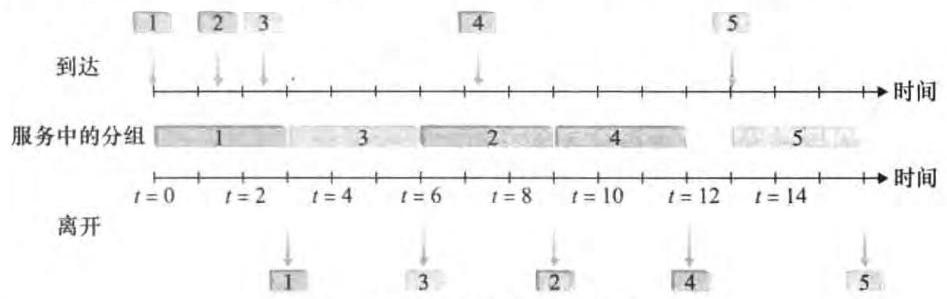 1 2 3 4 5
到达
时间
服务中的分组 1 3 2 4 5
时间
t = 0 t = 2 t = 4 t = 6 t = 8 t = 10 t = 12 t = 14
离开
1 3 2 4 5